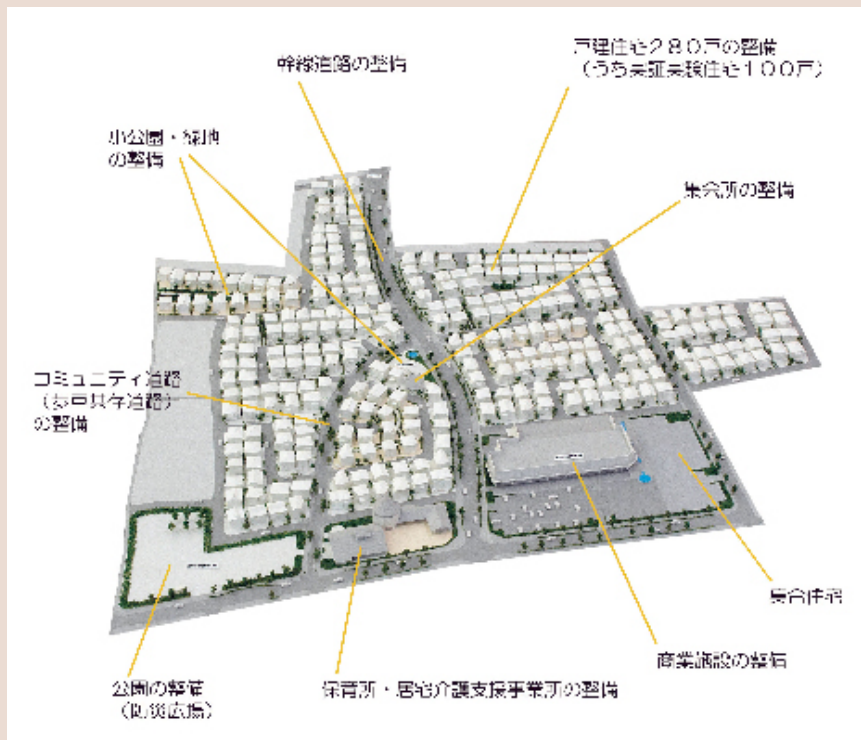 幹線道路の整備
戸建住宅280戸の整備
（うち実証実験住宅100戸）
小公園・緑地
の整備
集会所の整備
コミュニティ道路
（歩車共存道路）
の整備
集合住宅
商業施設の整備
保育所・居宅介護支援事業所の整備
公園の整備
（防災広場）